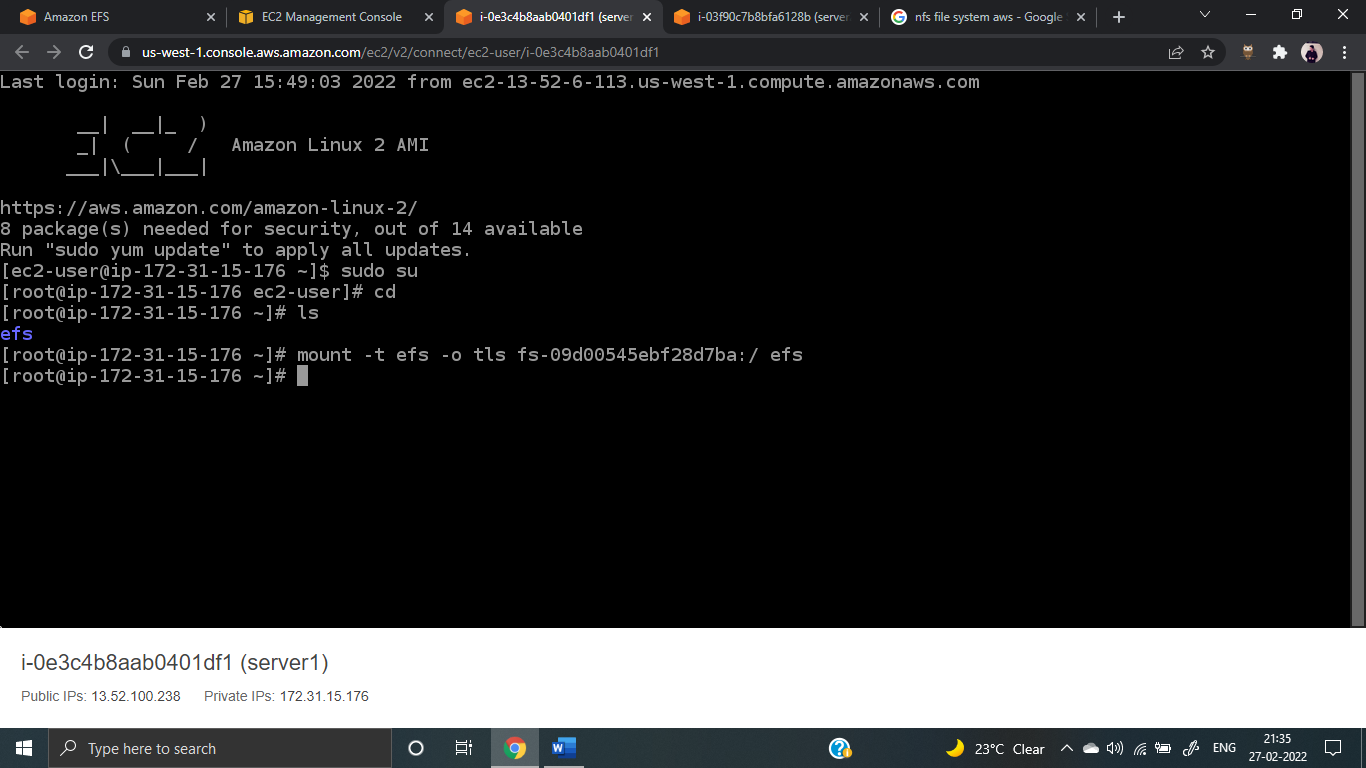 Amazon EFS
EC2 Management Console
i-0e3c4b8aab0401df1 (server
i-03f90c7b8bfa6128b (server
nfs file system aws - Google
us-west-1.console.aws.amazon.com/ec2/v2/connect/ec2-user/i-0e3c4b8aab0401df1
Last login: Sun Feb 27 15:49:03 2022 from ec2-13-52-6-113.us-west-1.compute.amazonaws.com
       __|  __|_  )
       _|  (     /   Amazon Linux 2 AMI
      ___|\___|___|
https://aws.amazon.com/amazon-linux-2/
8 package(s) needed for security, out of 14 available
Run "sudo yum update" to apply all updates.
[ec2-user@ip-172-31-15-176 ~]$ sudo su
[root@ip-172-31-15-176 ec2-user]# cd
[root@ip-172-31-15-176 ~]# ls
efs
[root@ip-172-31-15-176 ~]# mount -t efs -o tls fs-09d00545ebf28d7ba:/ efs
[root@ip-172-31-15-176 ~]#
i-0e3c4b8aab0401df1 (server1)
Public IPs: 13.52.100.238 Private IPs: 172.31.15.176
Type here to search
23°C Clear
ENG
21:35
27-02-2022